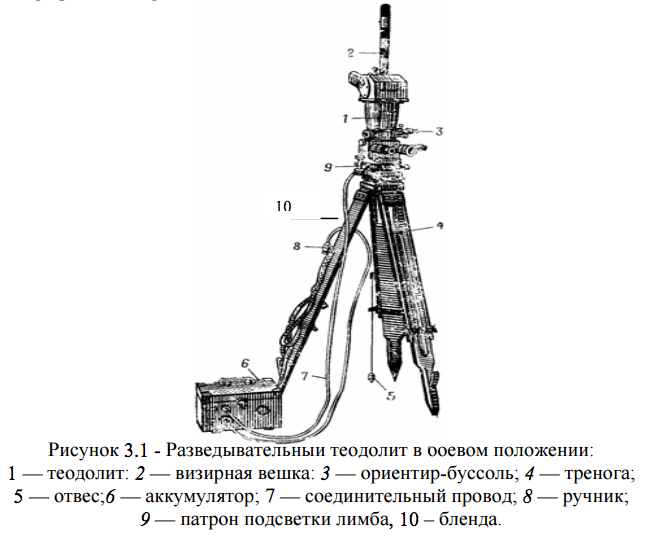 2
1
3
9
10
4
8
6
7
5
Рисунок 3.1 - Разведывательный теодолит в боевом положении:
1 — теодолит: 2 — визирная вешка: 3 — ориентир-буссоль; 4 — тренога;
5 — отвес;6 — аккумулятор; 7 — соединительный провод; 8 — ручник;
9 — патрон подсветки лимба, 10 – бленда.